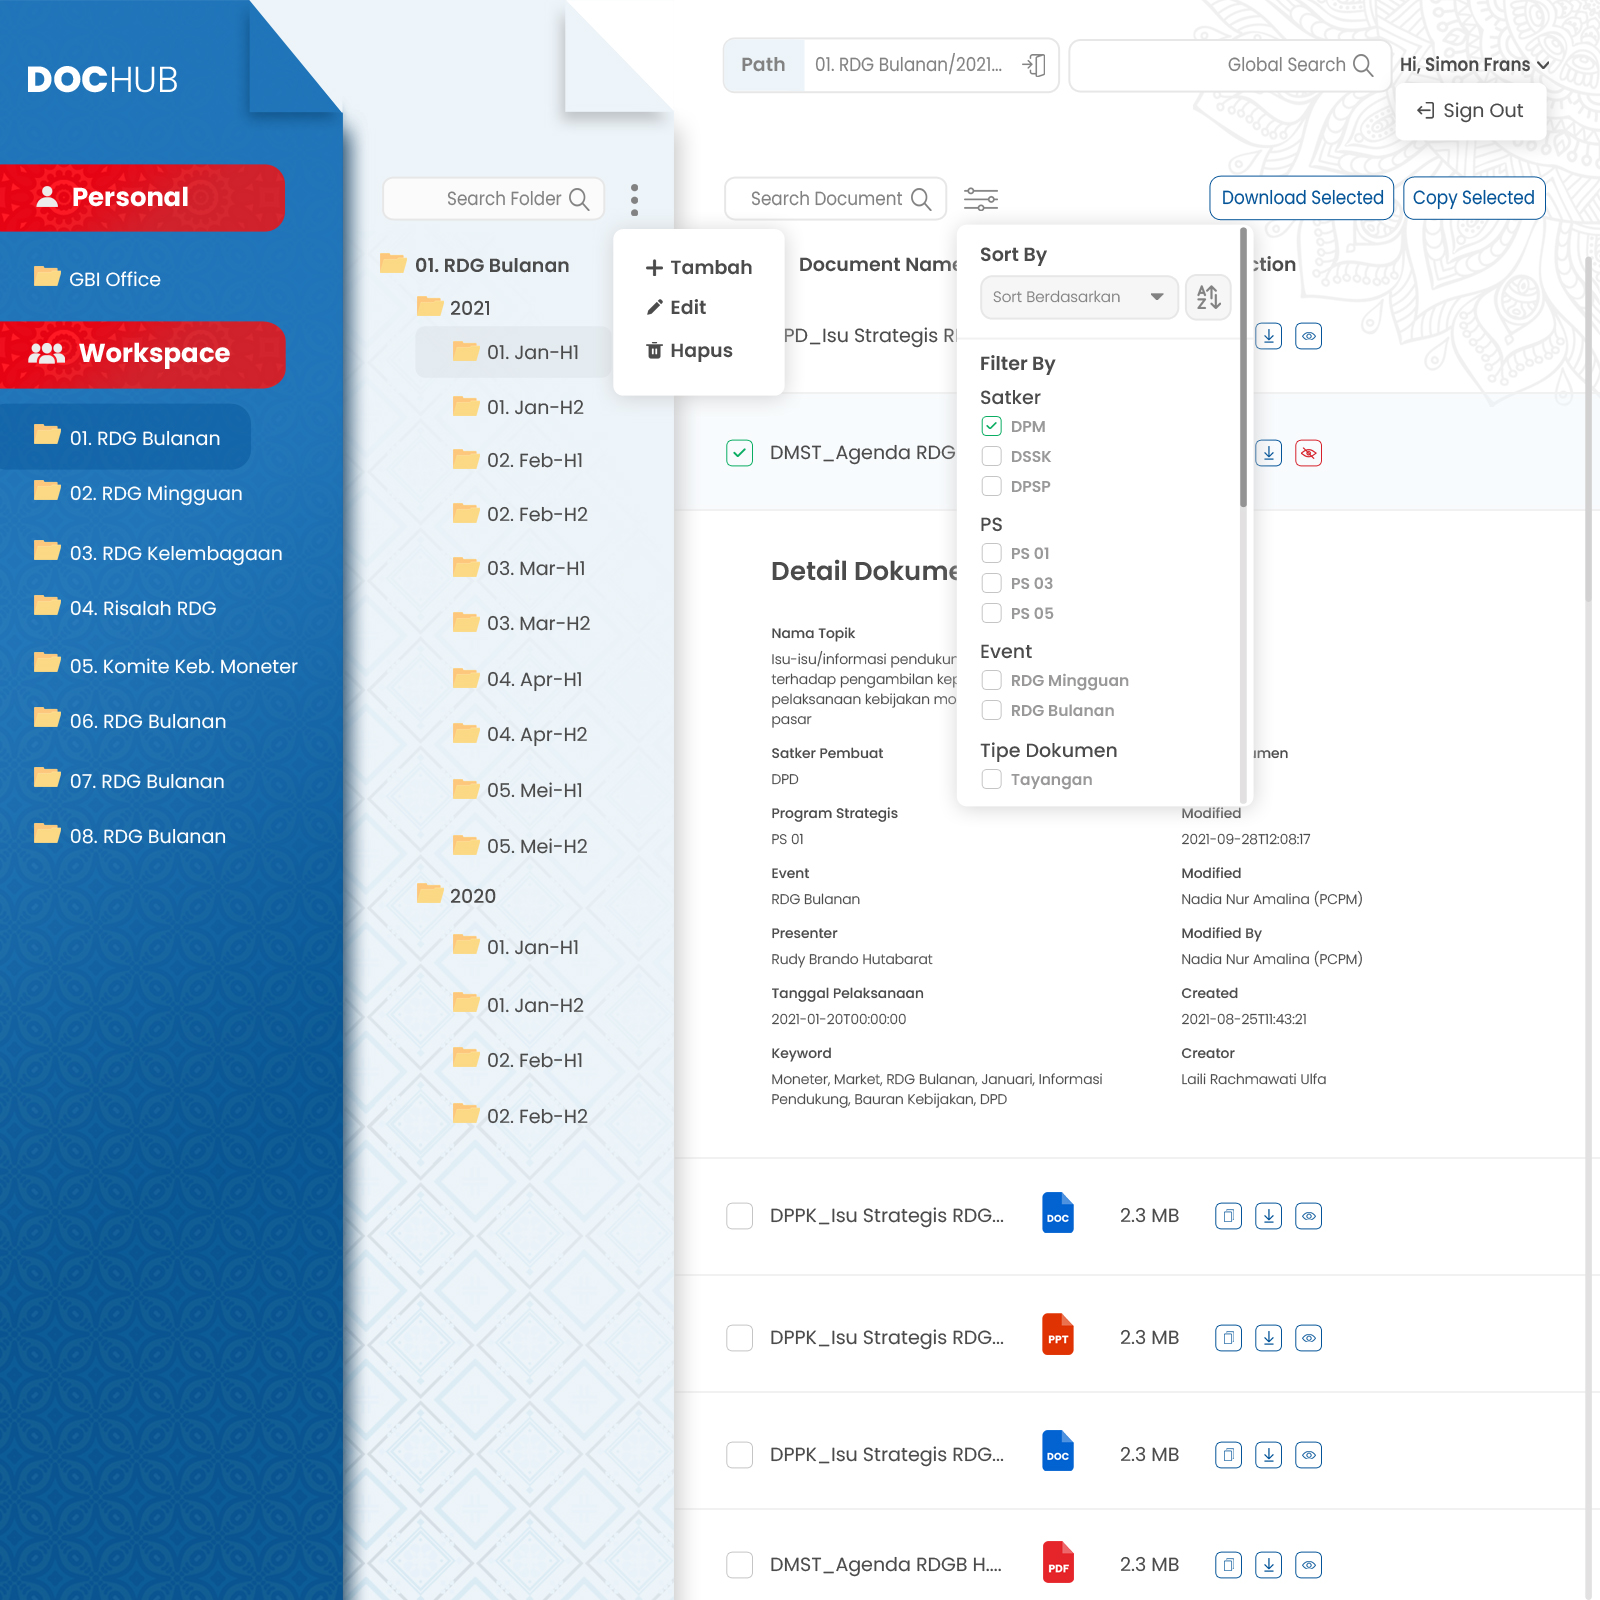 DOCHUB
Personal
GBI Office
Workspace
01. RDG Bulanan
02. RDG Mingguan
03. RDG Kelembagaan
04. Risalah RDG
05. Komite Keb. Moneter
06. RDG Bulanan
07. RDG Bulanan
08. RDG Bulanan
Search Folder
01. RDG Bulanan
2021
01. Jan-H1
01. Jan-H2
02. Feb-H1
02. Feb-H2
03. Mar-H1
03. Mar-H2
04. Apr-H1
04. Apr-H2
05. Mei-H1
05. Mei-H2
2020
01. Jan-H1
01. Jan-H2
02. Feb-H1
02. Feb-H2
Tambah
Edit
Hapus
Path 01. RDG Bulanan/2021...
Global Search
Hi, Simon Frans
Sign Out
Search Document
Download Selected
Copy Selected
Document Name
ction
PD_Isu Strategis R
DMST_Agenda RDG
Sort By
Sort Berdasarkan
A
Z
Filter By
Satker
DPM
DSSK
DPSP
PS
PS 01
PS 03
PS 05
Event
RDG Mingguan
RDG Bulanan
Tipe Dokumen
Tayangan
Detail Dokume
Nama Topik
Isu-isu/informasi pendukun
terhadap pengambilan kep
pelaksanaan kebijakan mo
pasar
Satker Pembuat
DPD
Program Strategis
PS 01
Event
RDG Bulanan
Presenter
Rudy Brando Hutabarat
Tanggal Pelaksanaan
2021-01-20T00:00:00
Keyword
Moneter, Market, RDG Bulanan, Januari, Informasi
Pendukung, Bauran Kebijakan, DPD
umen
Modified
2021-09-28T12:08:17
Modified
Nadia Nur Amalina (PCPM)
Modified By
Nadia Nur Amalina (PCPM)
Created
2021-08-25T11:43:21
Creator
Laili Rachmawati Ulfa
DPPK_Isu Strategis RDG... DOC 2.3 MB
DPPK_Isu Strategis RDG... PPT 2.3 MB
DPPK_Isu Strategis RDG... DOC 2.3 MB
DMST_Agenda RDGB H.... PDF 2.3 MB